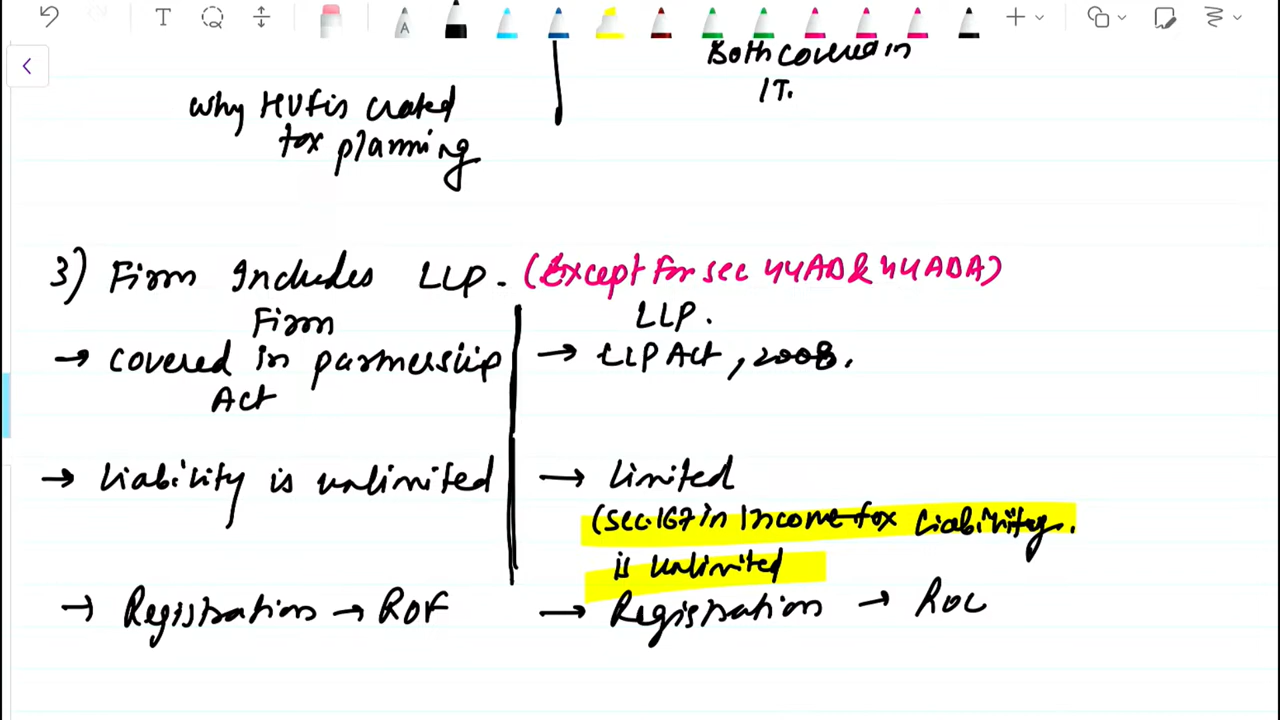 Both covered in
IT.
why HUF is crated
tax planning
3) Firm Includes LLP. (Except For sec 44AD & 44ADA)
Firm
LLP.
→ covered in partnership
Act
→ LLP Act, 2008.
→ Liability is unlimited
→ Limited
(sec.167 in Income tax Liability.
is unlimited
→ Registration → ROF
→ Registration → ROC